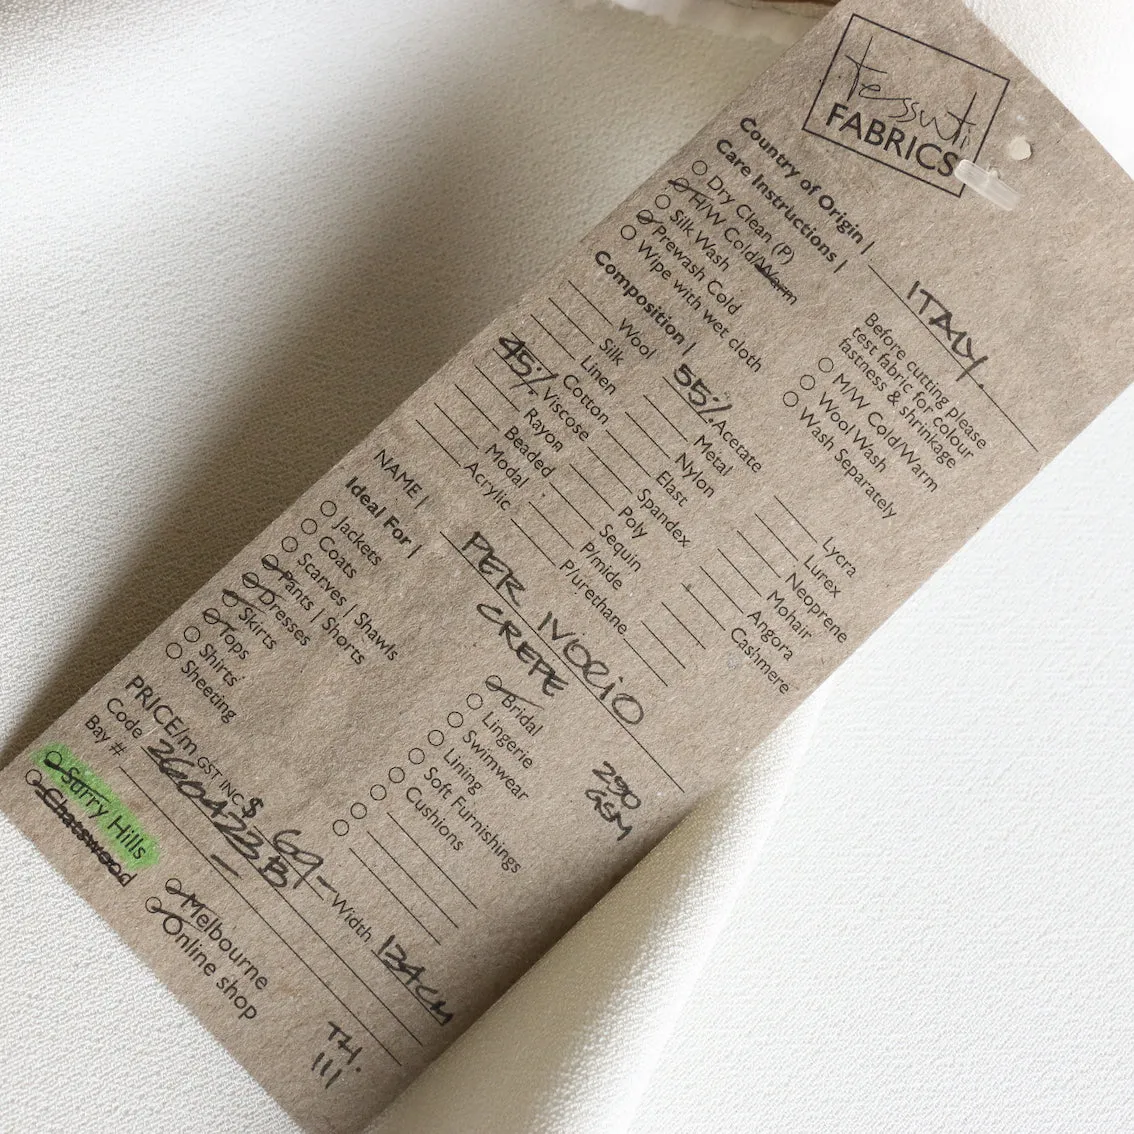 tessuti
FABRICS
Country of Origin | ITALY.
Care Instructions |
Dry Clean (P)
H/W Cold/Warm
Silk Wash
Prewash Cold
Wipe with wet cloth
Before cutting please
test fabric for colour
fastness & shrinkage
M/W Cold/Warm
Wool Wash
Wash Separately
Composition |
Wool
Silk
Linen
Cotton
45% Viscose
Rayon
Beaded
Modal
Acrylic
55% Acetate
Metal
Nylon
Elast
Spandex
Poly
Sequin
P/mide
P/urethane
Lycra
Lurex
Neoprene
Mohair
Angora
Cashmere
NAME | PER IVORIO
CREPE
Ideal For |
Jackets
Coats
Scarves | Shawls
Pants | Shorts
Dresses
Skirts
Tops
Shirts
Sheeting
Bridal
Lingerie
Swimwear
Lining
Soft Furnishings
Cushions
290
GSM
PRICE/m GST INC $ 69- Width 134CM
Code 260423B
Bay #
Surry Hills
Chatswood
Melbourne
Online shop
TH.
111